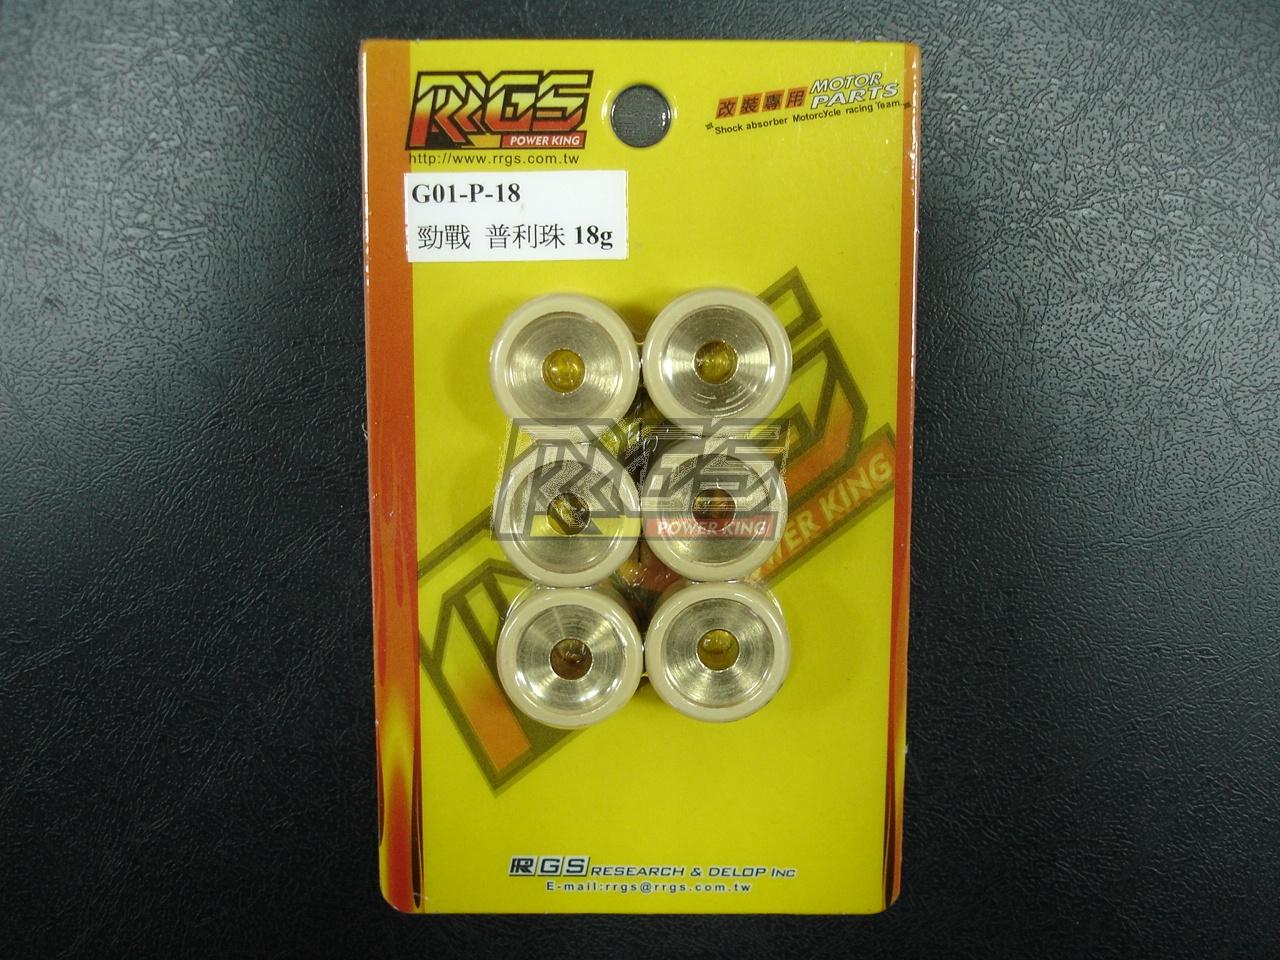 RRGS
POWER KING
http://www.rrgs.com.tw
改裝專用 MOTOR PARTS
Shock absorber Motorcycle racing Team.
G01-P-18
勁戰 普利珠 18g
RRGS
POWER KING
POWER KING
RRGS RESEARCH & DELOP INC
E-mail:rrgs@rrgs.com.tw